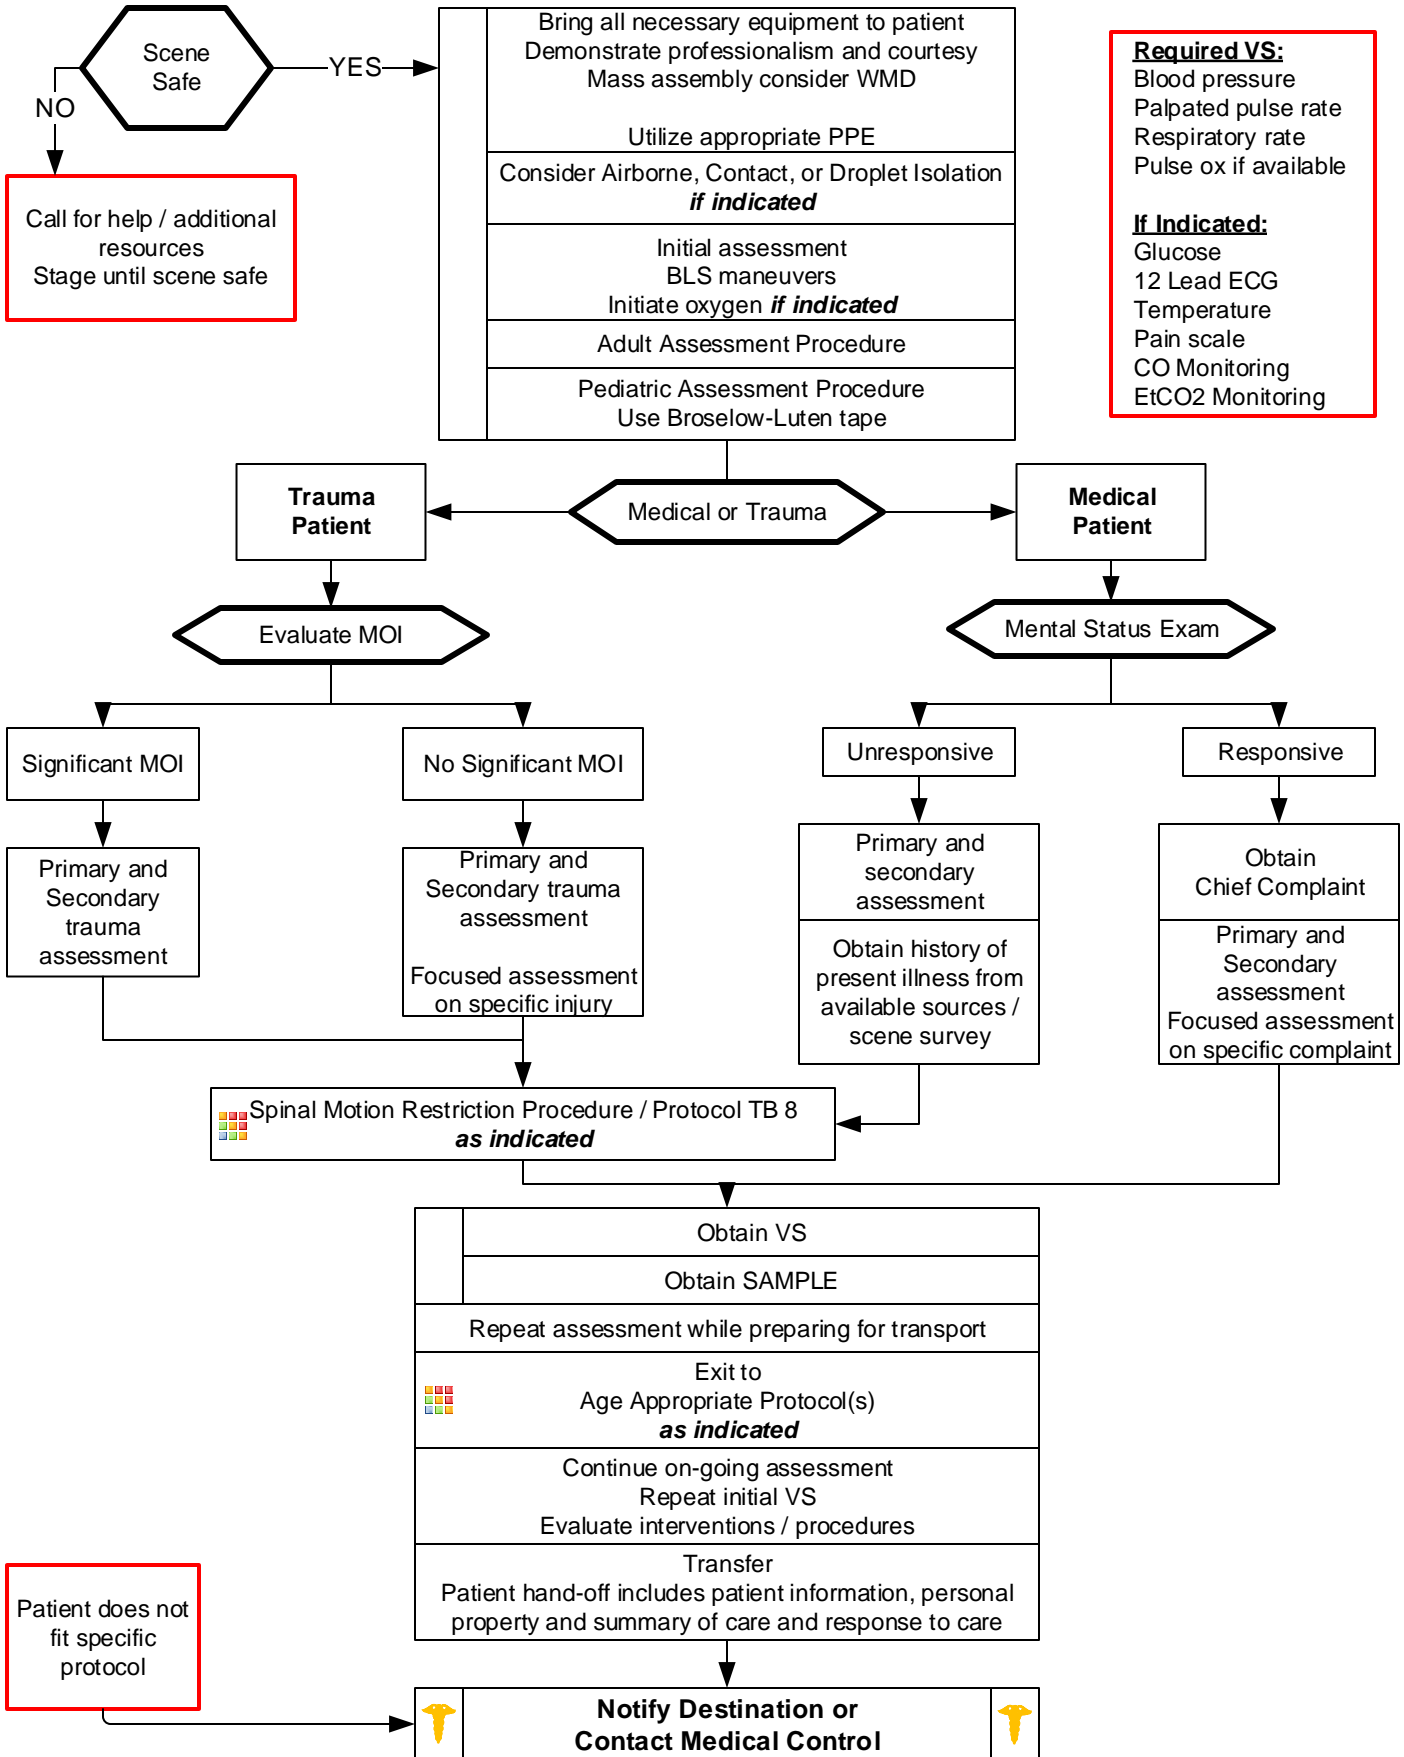 Scene
Safe
YES
NO
Call for help / additional
resources
Stage until scene safe
Bring all necessary equipment to patient
Demonstrate professionalism and courtesy
Mass assembly consider WMD
Utilize appropriate PPE
Consider Airborne, Contact, or Droplet Isolation
if indicated
Initial assessment
BLS maneuvers
Initiate oxygen if indicated
Adult Assessment Procedure
Pediatric Assessment Procedure
Use Broselow-Luten tape
Required VS:
Blood pressure
Palpated pulse rate
Respiratory rate
Pulse ox if available
If Indicated:
Glucose
12 Lead ECG
Temperature
Pain scale
CO Monitoring
EtCO2 Monitoring
Trauma
Patient
Medical or Trauma
Medical
Patient
Evaluate MOI
Mental Status Exam
Significant MOI
No Significant MOI
Unresponsive
Responsive
Primary and
Secondary
trauma
assessment
Primary and
Secondary trauma
assessment
Focused assessment
on specific injury
Primary and
secondary
assessment
Obtain history of
present illness from
available sources /
scene survey
Obtain
Chief Complaint
Primary and
Secondary
assessment
Focused assessment
on specific complaint
Spinal Motion Restriction Procedure / Protocol TB 8
as indicated
Obtain VS
Obtain SAMPLE
Repeat assessment while preparing for transport
Exit to
Age Appropriate Protocol(s)
as indicated
Continue on-going assessment
Repeat initial VS
Evaluate interventions / procedures
Transfer
Patient hand-off includes patient information, personal
property and summary of care and response to care
Patient does not
fit specific
protocol
Notify Destination or
Contact Medical Control